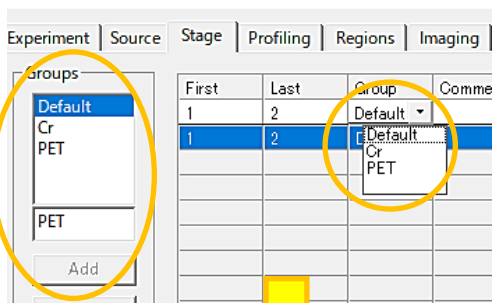 Experiment Source Stage Profiling Regions Imaging
Groups
Default
Cr
PET
PET
Add
First Last Group Comme
1 2 Default
1 2
Default
Cr
PET